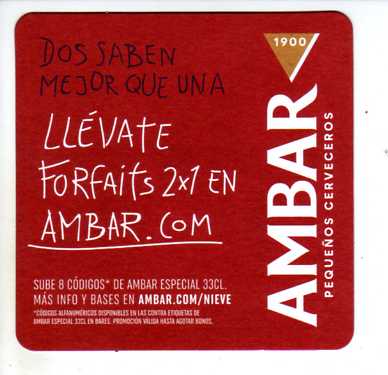 DOS SABEN
MEJOR QUE UNA
LLÉVATE
FORFAITS 2x1 EN
AMBAR.COM
SUBE 8 CÓDIGOS* DE AMBAR ESPECIAL 33CL.
MÁS INFO Y BASES EN AMBAR.COM/NIEVE
*CÓDIGOS ALFANUMÉRICOS DISPONIBLES EN LAS CONTRA ETIQUETAS DE
AMBAR ESPECIAL 33CL EN BARES. PROMOCIÓN VÁLIDA HASTA AGOTAR BONOS.
1900
AMBAR
PEQUEÑOS CERVECEROS